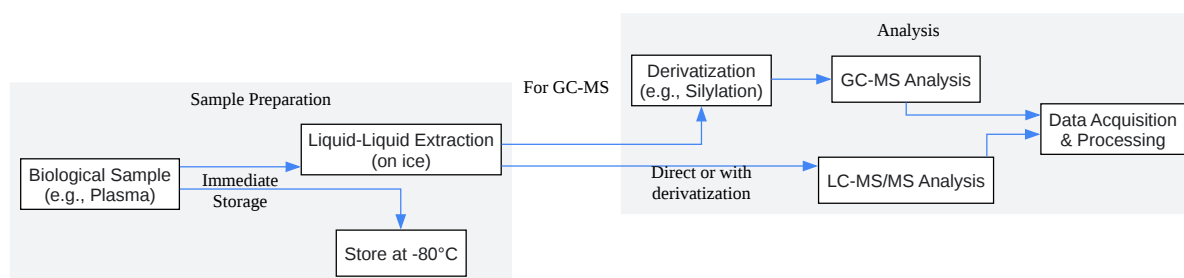 Sample Preparation
Biological Sample
(e.g., Plasma)
Immediate
Storage
Liquid-Liquid Extraction
(on ice)
Store at -80°C
For GC-MS
Analysis
Derivatization
(e.g., Silylation)
GC-MS Analysis
Direct or with
derivatization
LC-MS/MS Analysis
Data Acquisition
& Processing